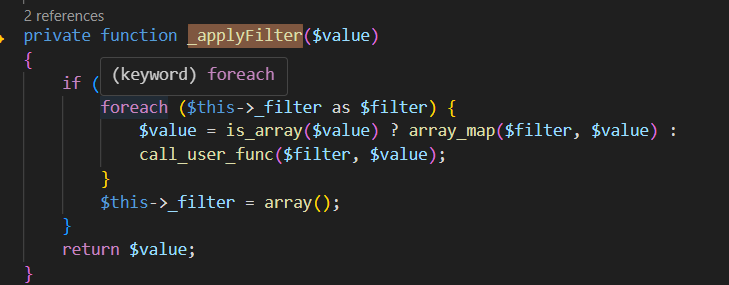 2 references
private function _applyFilter($value)
{
if (
(keyword) foreach
foreach ($this->_filter as $filter) {
$value = is_array($value) ? array_map($filter, $value) :
call_user_func($filter, $value);
}
$this->_filter = array();
}
return $value;
}